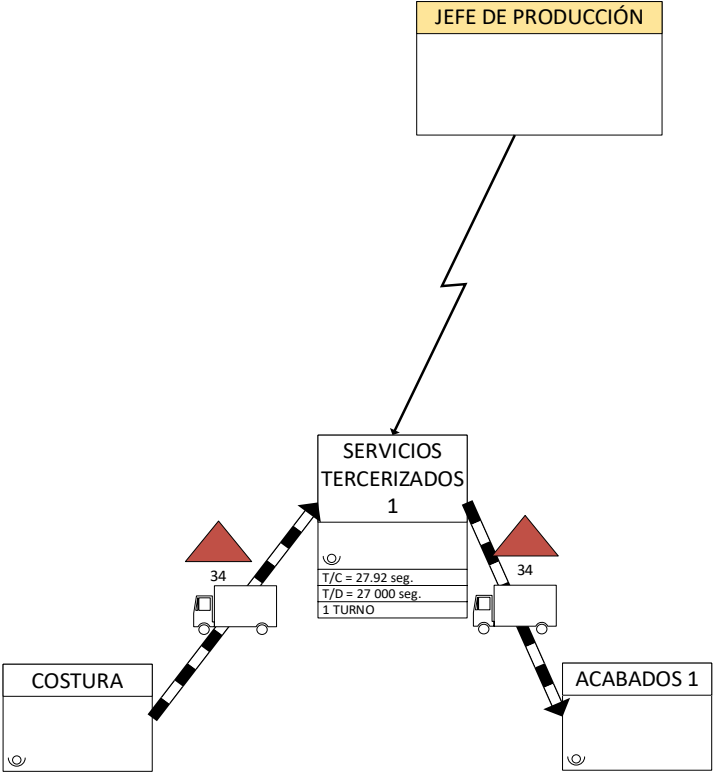 JEFE DE PRODUCCIÓN
SERVICIOS
TERCERIZADOS
1
T/C = 27.92 seg.
T/D = 27 000 seg.
1 TURNO
34
34
COSTURA
ACABADOS 1